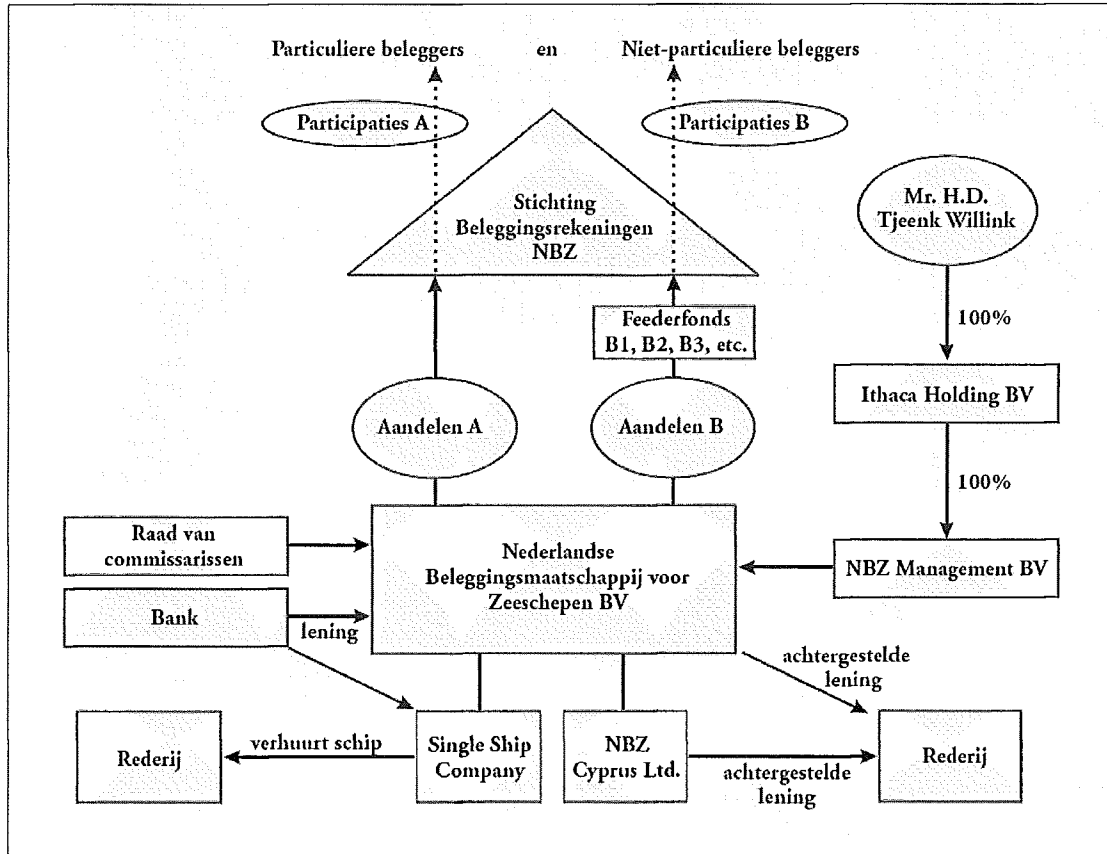 Particuliere beleggers en Niet-particuliere beleggers
Participaties A
Participaties B
Stichting
Beleggingsrekeningen
NBZ
Mr. H.D.
Tjeenk Willink
100%
Feederfonds
B1, B2, B3, etc.
Ithaca Holding BV
Aandelen A
Aandelen B
100%
Raad van
commissarissen
Nederlandse
Beleggingsmaatschappij voor
Zeeschepen BV
NBZ Management BV
Bank
lening
achtergestelde
lening
Rederij
verhuurt schip
Single Ship
Company
NBZ
Cyprus Ltd.
achtergestelde
lening
Rederij